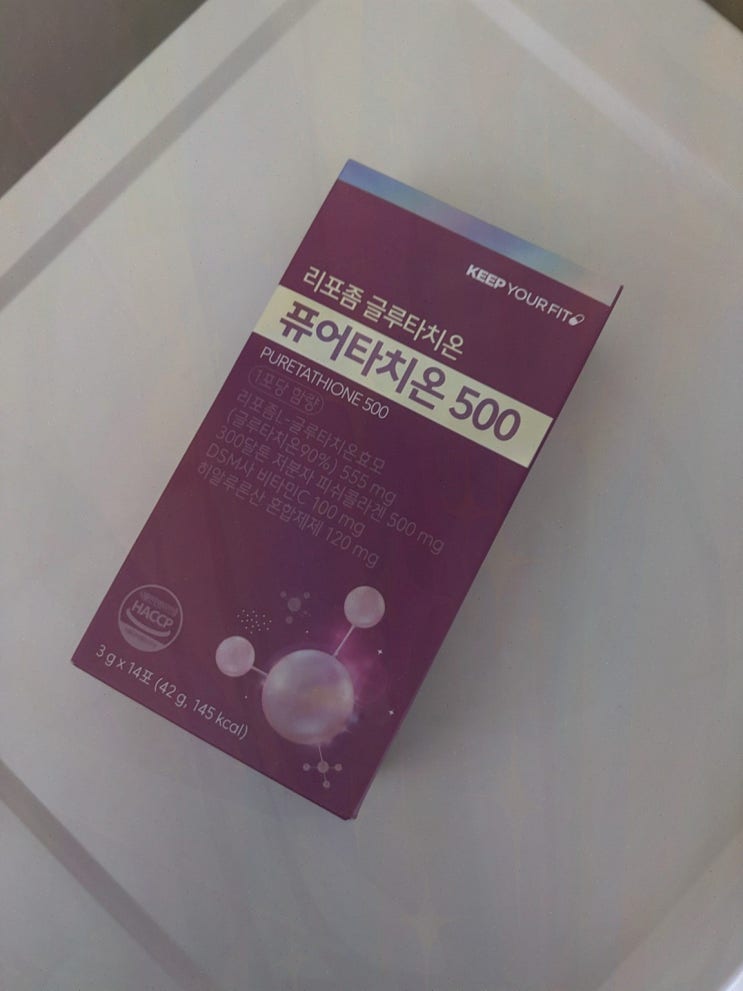 KEEP YOUR FIT
리포좀 글루타치온
퓨어타치온 500
PURETATHIONE 500
1포당 함량
리포좀L-글루타치온효모
(글루타치온90%) 555 mg
300달톤 저분자 피쉬콜라겐 500 mg
DSM사 비타민C 100 mg
히알루론산 혼합제제 120 mg
HACCP
3 g x 14포 (42 g, 145 kcal)